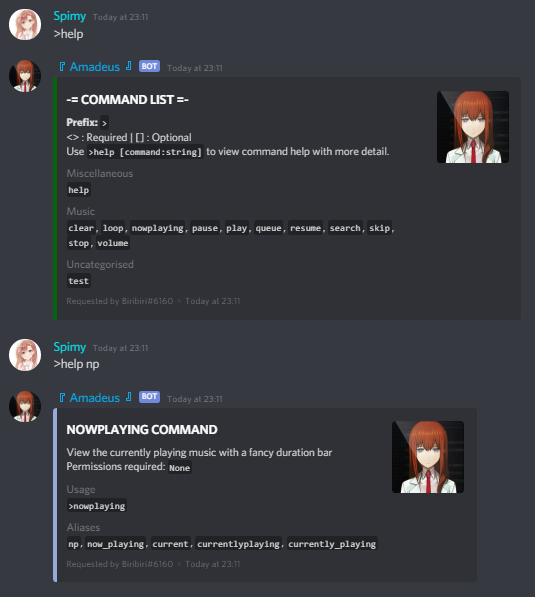 Spimy Today at 23:11
>help
『 Amadeus 』 BOT Today at 23:11
-= COMMAND LIST =-
Prefix: >
<> : Required | [] : Optional
Use >help [command:string] to view command help with more detail.
Miscellaneous
help
Music
clear, loop, nowplaying, pause, play, queue, resume, search, skip,
stop, volume
Uncategorised
test
Requested by Biribiri#6160 • Today at 23:11
Spimy Today at 23:11
>help np
『 Amadeus 』 BOT Today at 23:11
NOWPLAYING COMMAND
View the currently playing music with a fancy duration bar
Permissions required: None
Usage
>nowplaying
Aliases
np, now_playing, current, currentlyplaying, currently_playing
Requested by Biribiri#6160 • Today at 23:11